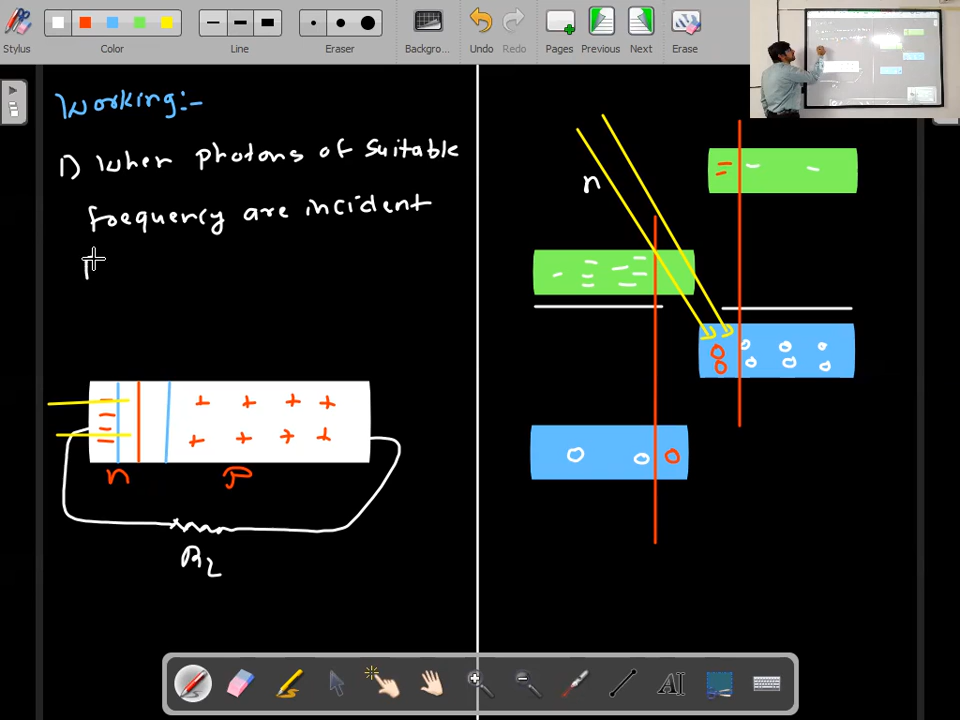 Stylus
Color
Line
Eraser
Backgro...
Undo
Redo
Pages
Previous
Next
Erase
Working:-
1) When photons of suitable
frequency are incident
n
n
P
RL